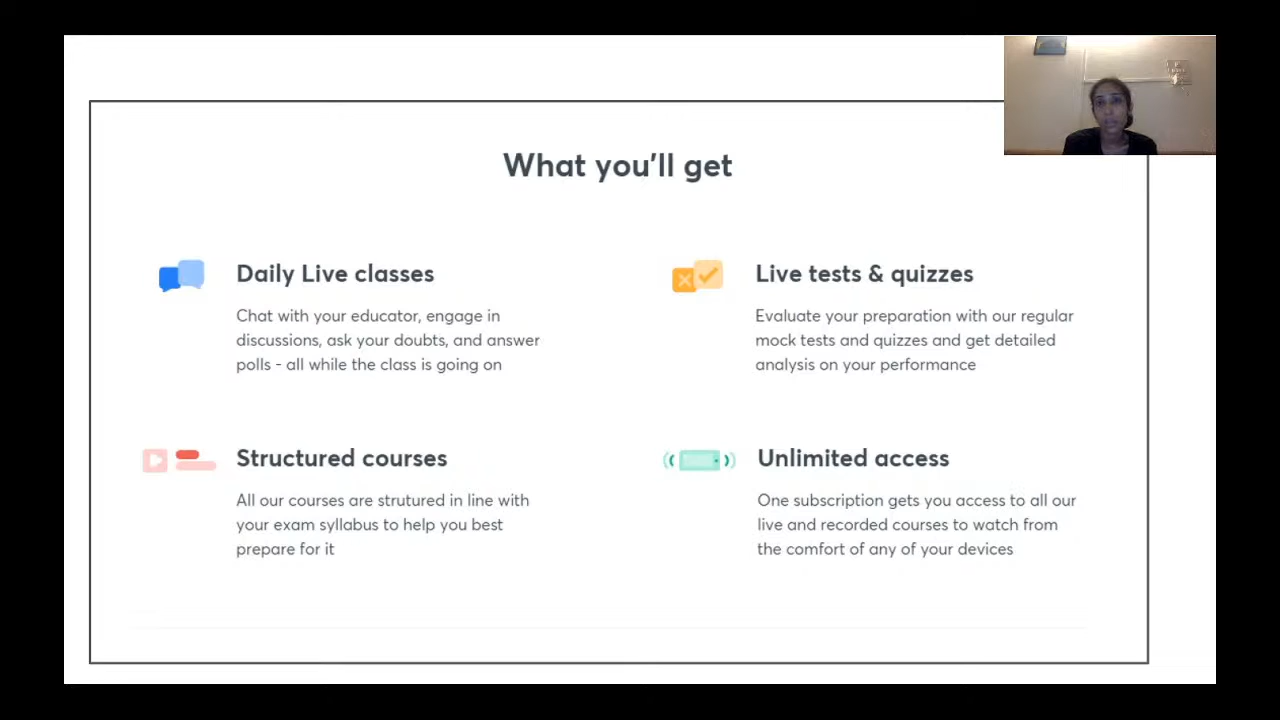 What you'll get
Daily Live classes
Chat with your educator, engage in
discussions, ask your doubts, and answer
polls - all while the class is going on
Live tests & quizzes
Evaluate your preparation with our regular
mock tests and quizzes and get detailed
analysis on your performance
Structured courses
All our courses are strutured in line with
your exam syllabus to help you best
prepare for it
Unlimited access
One subscription gets you access to all our
live and recorded courses to watch from
the comfort of any of your devices